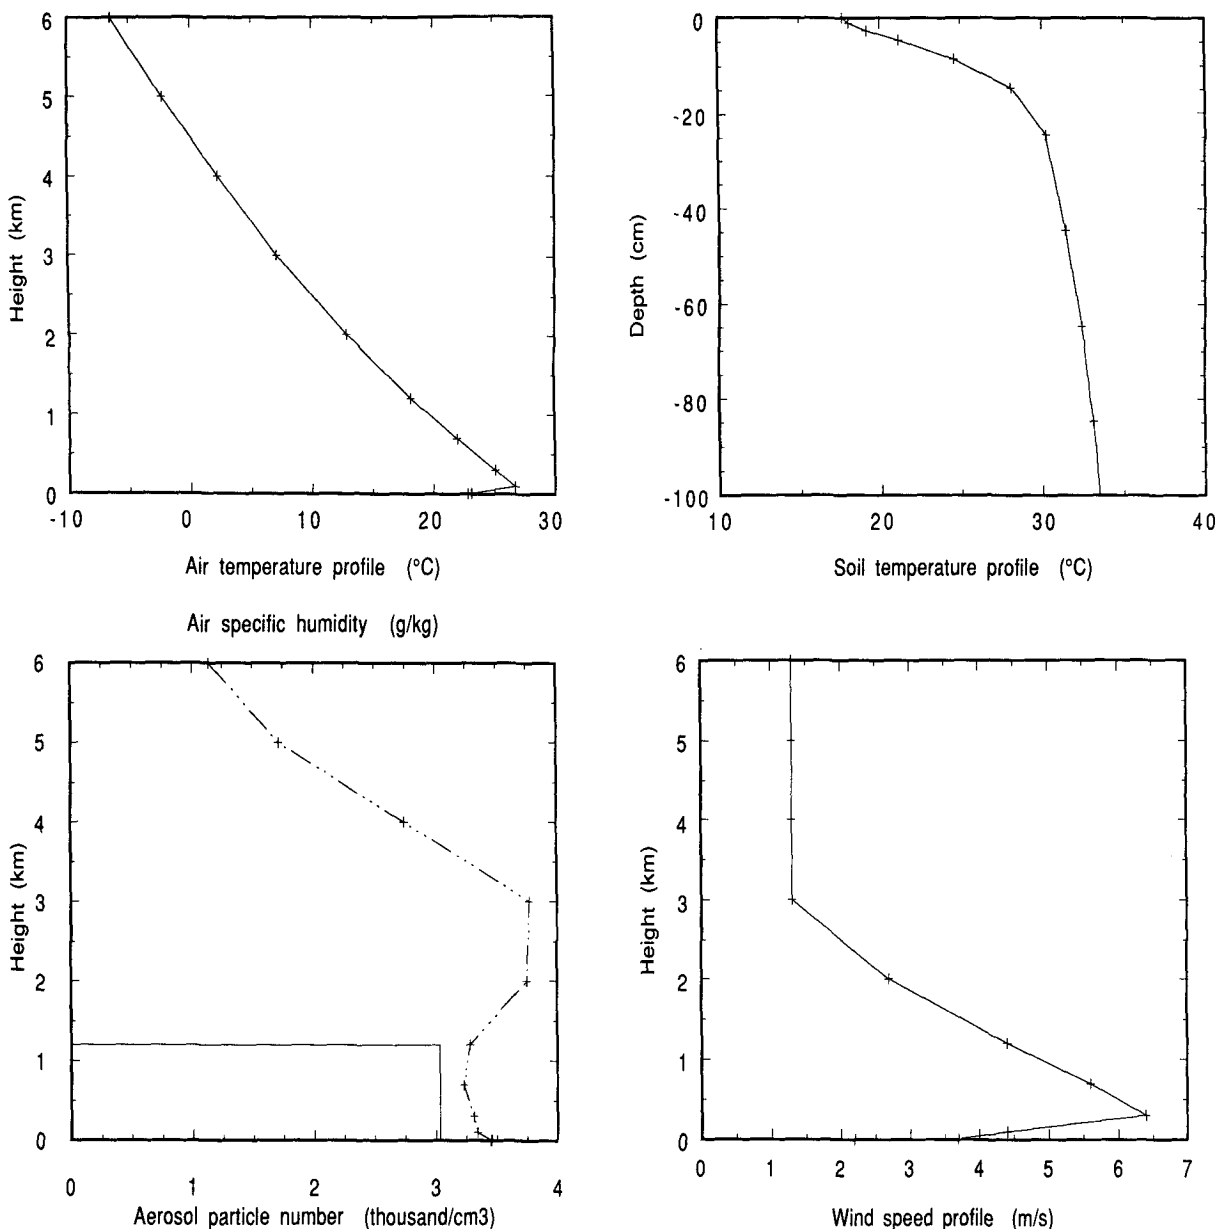 6
5
4
3
2
1
0
Height (km)
-10 0 10 20 30
Air temperature profile (°C)
0
-20
-40
-60
-80
-100
Depth (cm)
10 20 30 40
Soil temperature profile (°C)
Air specific humidity (g/kg)
6
5
4
3
2
1
0
Height (km)
0 1 2 3 4
Aerosol particle number (thousand/cm3)
6
5
4
3
2
1
0
Height (km)
0 1 2 3 4 5 6 7
Wind speed profile (m/s)